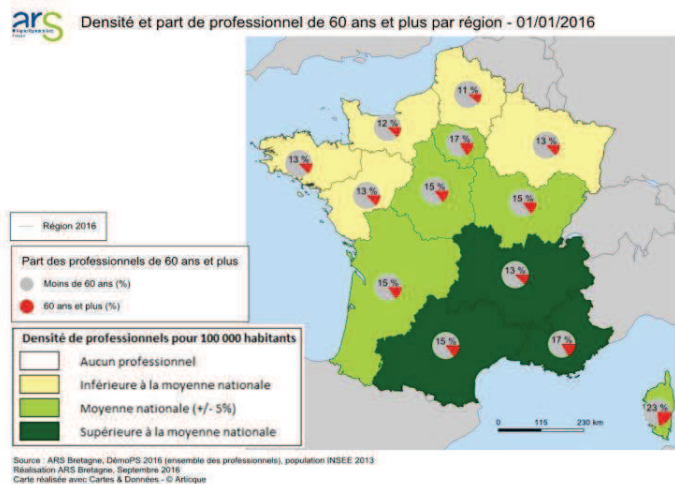 ars
Densité et part de professionnel de 60 ans et plus par région - 01/01/2016
11 %
12 %
17 %
13 %
13 %
13 %
15 %
15 %
Région 2016
Part des professionnels de 60 ans et plus
Moins de 60 ans (%)
60 ans et plus (%)
13 %
15 %
15 %
17 %
Densité de professionnels pour 100 000 habitants
Aucun professionnel
Inférieure à la moyenne nationale
Moyenne nationale (+/- 5%)
Supérieure à la moyenne nationale
23 %
0 115 230 km
Source : ARS Bretagne, DémoPS 2016 (ensemble des professionnels), population INSEE 2013
Réalisation ARS Bretagne, Septembre 2016
Carte réalisée avec Cartes & Données - © Articque